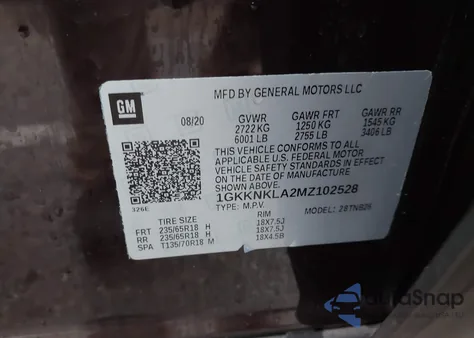 MFD BY GENERAL MOTORS LLC
GM
08/20 GVWR GAWR FRT GAWR RR
2722 KG 1250 KG 1545 KG
6001 LB 2755 LB 3406 LB
THIS VEHICLE CONFORMS TO ALL
APPLICABLE U.S. FEDERAL MOTOR
VEHICLE SAFETY STANDARDS IN
EFFECT ON THE DATE OF
MANUFACTURE SHOWN ABOVE.
1GKKNKLA2MZ102528
326E
TYPE: M.P.V. MODEL: 2TNB26
TIRE SIZE RIM
FRT 235/65R18 H 18X7.5J
RR 235/65R18 H 18X7.5J
SPA T135/70R18 M 18X4.5B
AutoSnap